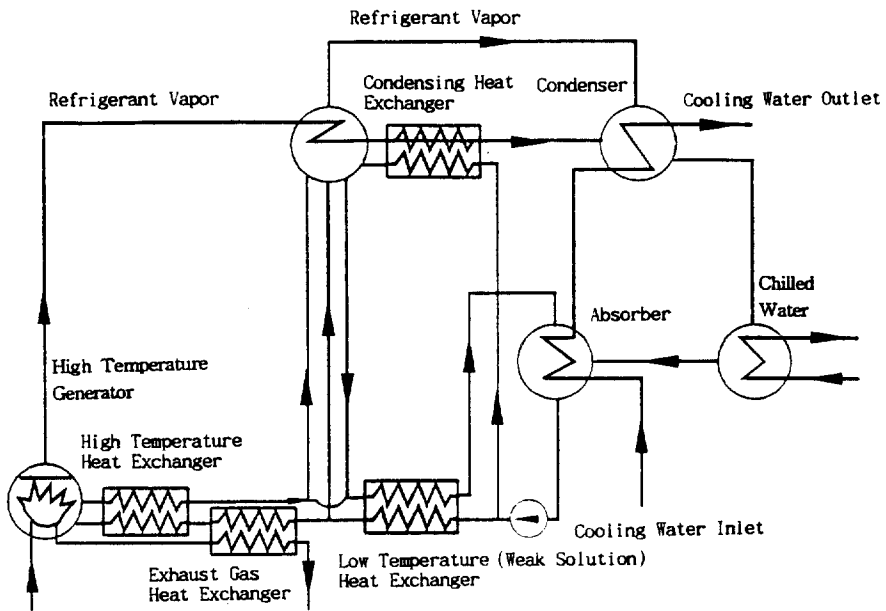 Refrigerant Vapor
Condensing Heat
Exchanger
Condenser
Refrigerant Vapor
Cooling Water Outlet
Chilled
Water
Absorber
High Temperature
Generator
High Temperature
Heat Exchanger
Cooling Water Inlet
Exhaust Gas
Heat Exchanger
Low Temperature (Weak Solution)
Heat Exchanger